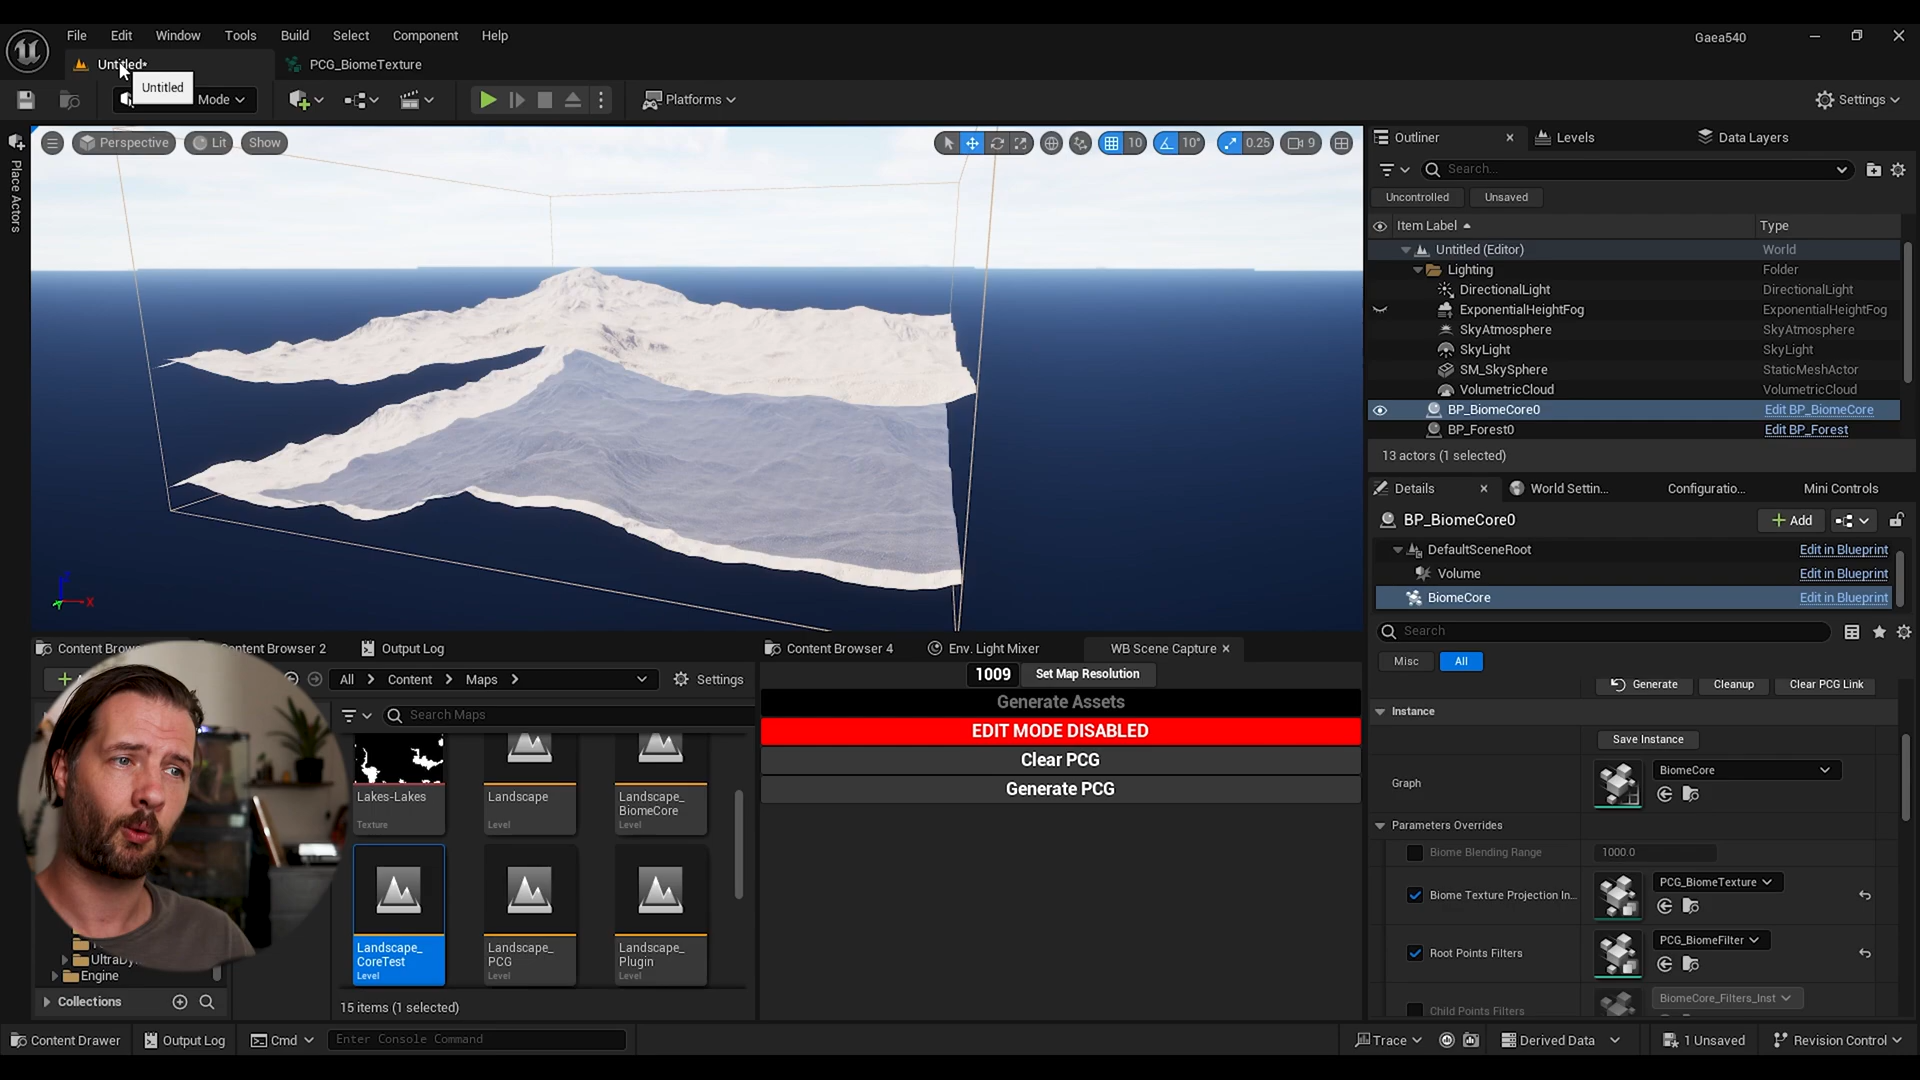 File Edit Window Tools Build Select Component Help
Gaea540
Untitled* PCG_BiomeTexture
Untitled
Mode
Platforms
Settings
Place Actors
Perspective Lit Show
10 10° 0.25 9
X
Outliner Levels Data Layers
Search...
Uncontrolled Unsaved
Item Label Type
Untitled (Editor) World
Lighting Folder
DirectionalLight DirectionalLight
ExponentialHeightFog ExponentialHeightFog
SkyAtmosphere SkyAtmosphere
SkyLight SkyLight
SM_SkySphere StaticMeshActor
VolumetricCloud VolumetricCloud
BP_BiomeCore0 Edit BP_BiomeCore
BP_Forest0 Edit BP_Forest
13 actors (1 selected)
Details World Settin... Configuratio... Mini Controls
BP_BiomeCore0 Add
DefaultSceneRoot Edit in Blueprint
Volume Edit in Blueprint
BiomeCore Edit in Blueprint
Search
Misc All
Generate Cleanup Clear PCG Link
Instance
Save Instance
Graph BiomeCore
Parameters Overrides
Biome Blending Range 1000.0
Biome Texture Projection In... PCG_BiomeTexture
Root Points Filters PCG_BiomeFilter
Child Points Filters BiomeCore_Filters_Inst
Output Log
All Content Maps Settings
Search Maps
Lakes-Lakes
Texture
Landscape
Level
Landscape_
BiomeCore
Level
Landscape_
CoreTest
Level
Landscape_
PCG
Level
Landscape_
Plugin
Level
15 items (1 selected)
Engine
Collections
Content Browser 4 Env. Light Mixer WB Scene Capture
1009 Set Map Resolution
Generate Assets
EDIT MODE DISABLED
Clear PCG
Generate PCG
Content Drawer Output Log Cmd Enter Console Command
Trace Derived Data 1 Unsaved Revision Control